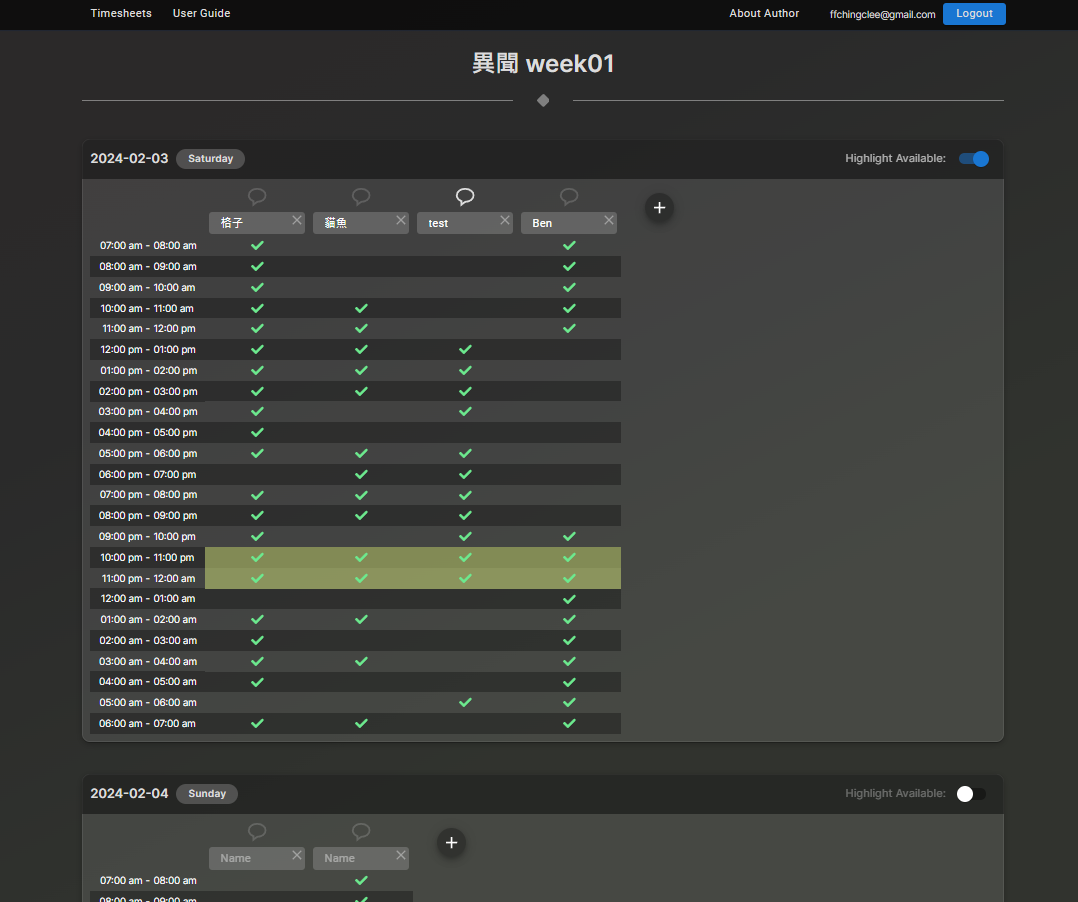 Timesheets User Guide About Author ffchingclee@gmail.com Logout
異聞 week01
2024-02-03 Saturday Highlight Available:
格子 貓魚 test Ben
07:00 am - 08:00 am
08:00 am - 09:00 am
09:00 am - 10:00 am
10:00 am - 11:00 am
11:00 am - 12:00 pm
12:00 pm - 01:00 pm
01:00 pm - 02:00 pm
02:00 pm - 03:00 pm
03:00 pm - 04:00 pm
04:00 pm - 05:00 pm
05:00 pm - 06:00 pm
06:00 pm - 07:00 pm
07:00 pm - 08:00 pm
08:00 pm - 09:00 pm
09:00 pm - 10:00 pm
10:00 pm - 11:00 pm
11:00 pm - 12:00 am
12:00 am - 01:00 am
01:00 am - 02:00 am
02:00 am - 03:00 am
03:00 am - 04:00 am
04:00 am - 05:00 am
05:00 am - 06:00 am
06:00 am - 07:00 am
2024-02-04 Sunday Highlight Available:
Name Name
07:00 am - 08:00 am
08:00 am - 09:00 am